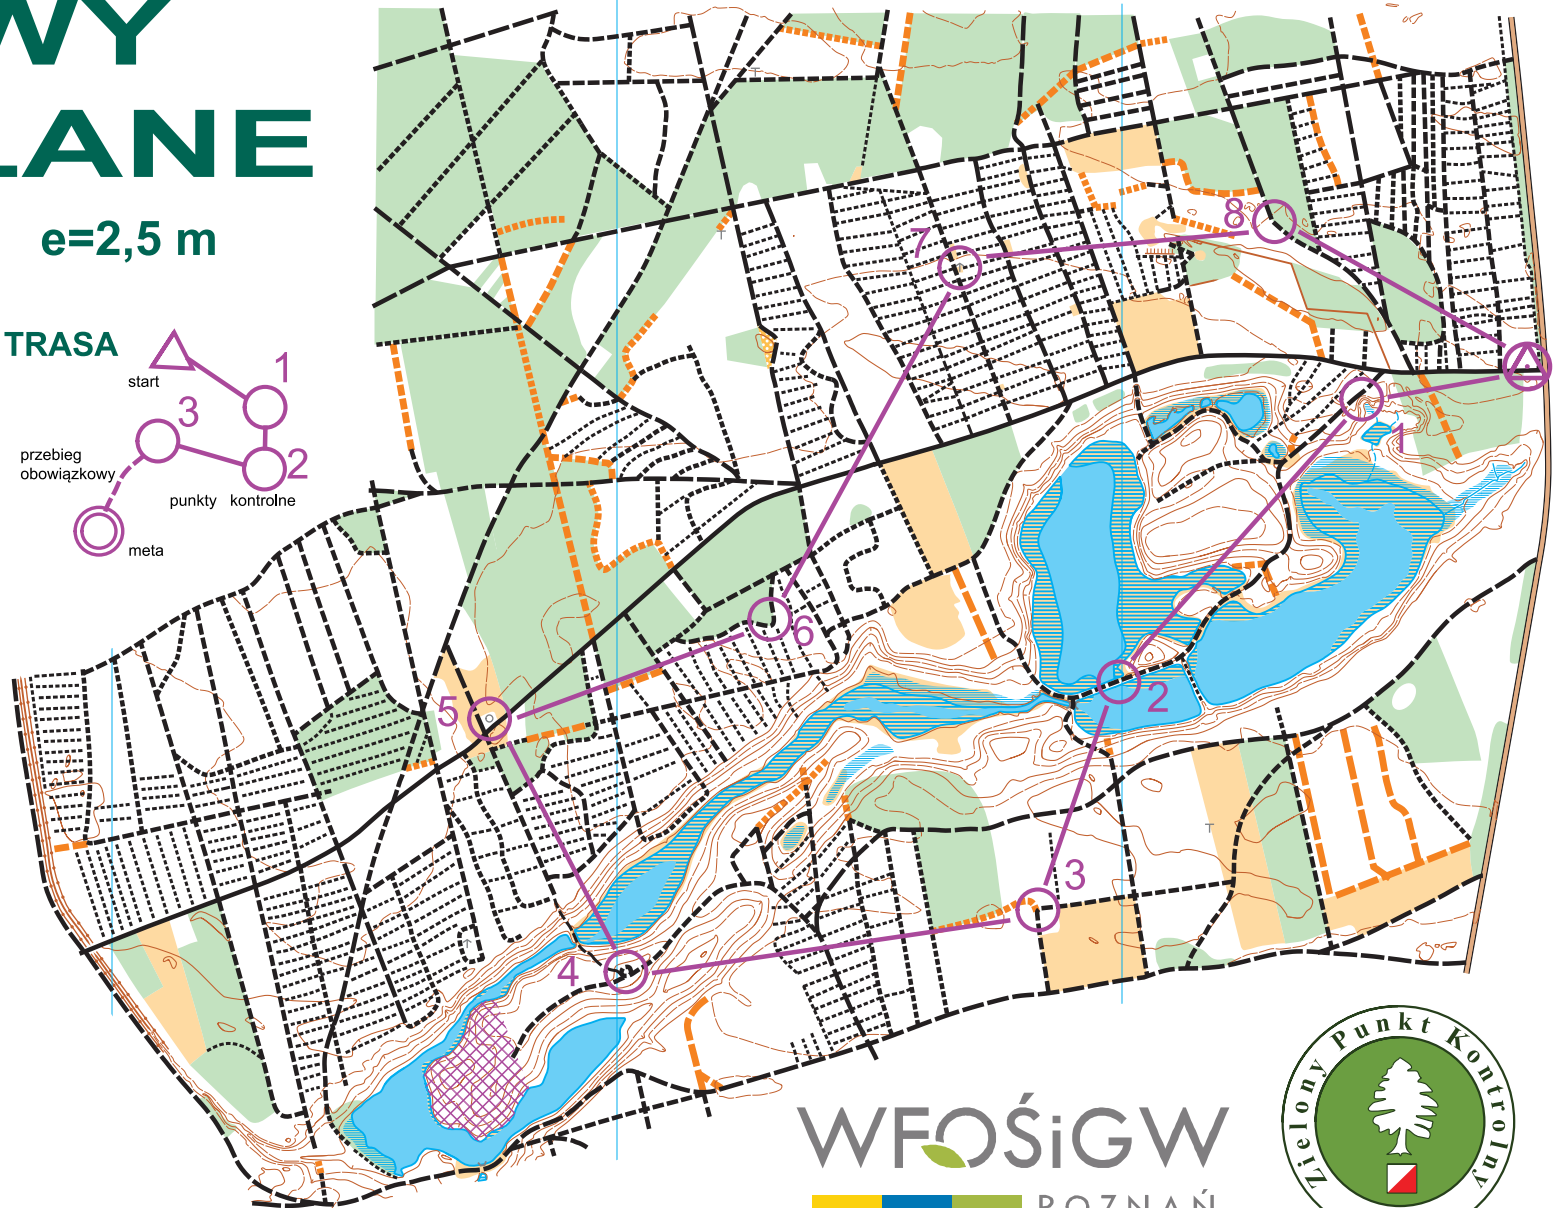 WY
LANE
e=2,5 m
TRASA
start
1
3
przebieg
obowiązkowy
2
punkty kontrolne
meta
8
7
1
6
2
5
3
4
WFOŚiGW
POZNAŃ
Zielony Punkt Kontrolny